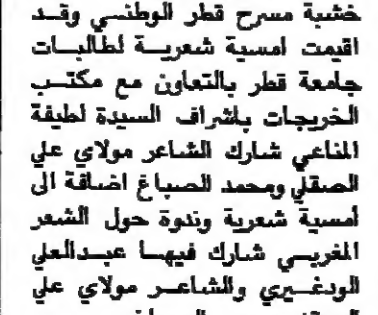 خشبة مسرح قطر الوطني وقد
اقيمت امسية شعرية لطالبات
جامعة قطر بالتعاون مع مكتب
الخريجات باشراف السيدة لطيفة
المناعي شارك الشاعر مولاي علي
الصقلي ومحمد الصباغ اضافة الى
أمسية شعرية وندوة حول الشعر
المغربي شارك فيها عبدالعلي
الودغيري والشاعر مولاي علي